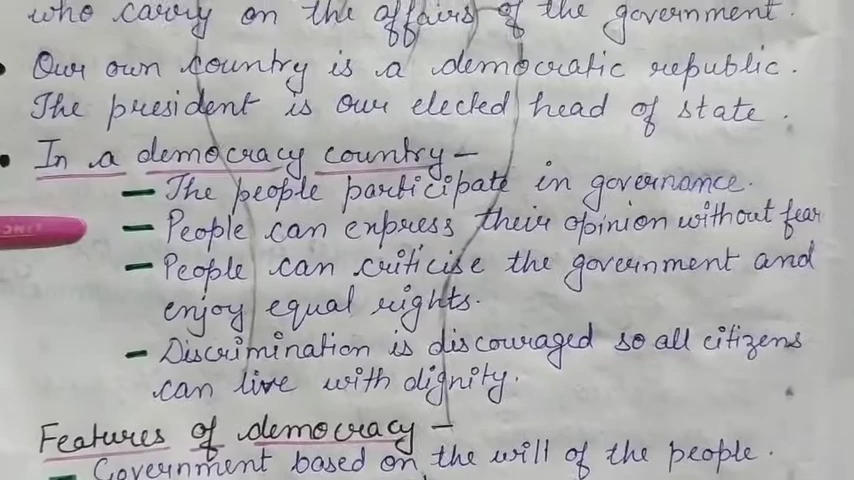 who carry on the affairs of the government.
• Our own country is a democratic republic.
The president is our elected head of state.
• In a democracy country –
– The people participate in governance.
– People can express their opinion without fear
– People can criticise the government and
enjoy equal rights.
– Discrimination is discouraged so all citizens
can live with dignity.
Features of democracy –
– Government based on the will of the people.